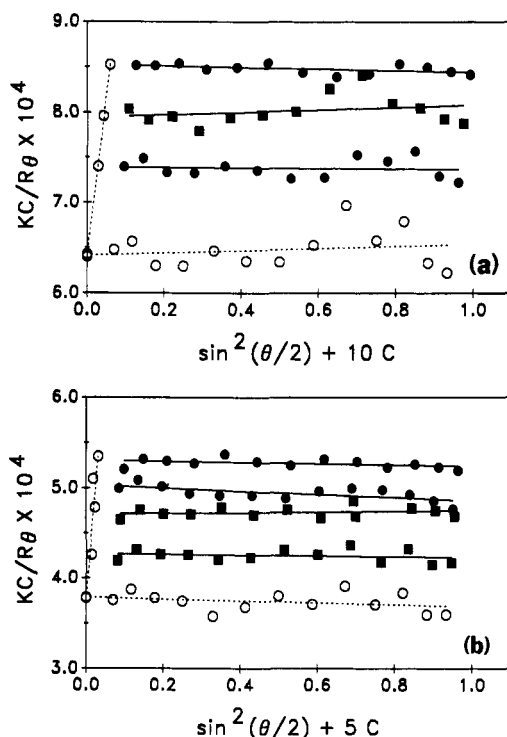 9.0
8.0
7.0
6.0
KC/Rθ X 10⁴
(a)
0.0 0.2 0.4 0.6 0.8 1.0
sin² (θ/2) + 10 C
6.0
5.0
4.0
3.0
KC/Rθ X 10⁴
(b)
0.0 0.2 0.4 0.6 0.8 1.0
sin² (θ/2) + 5 C